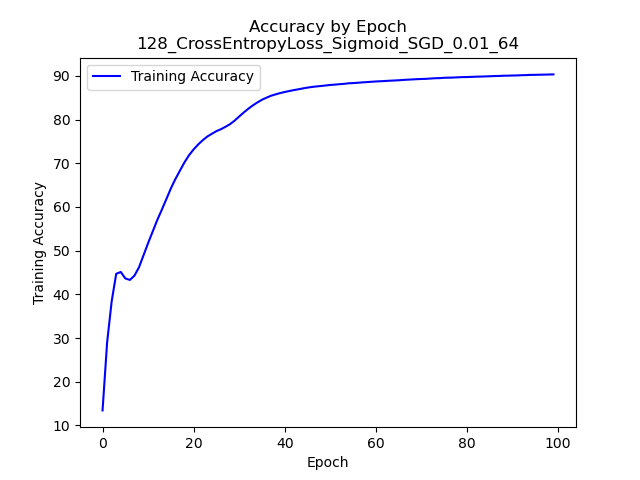 Accuracy by Epoch
128_CrossEntropyLoss_Sigmoid_SGD_0.01_64
Training Accuracy
90
80
70
60
50
40
30
20
10
Training Accuracy
0 20 40 60 80 100
Epoch